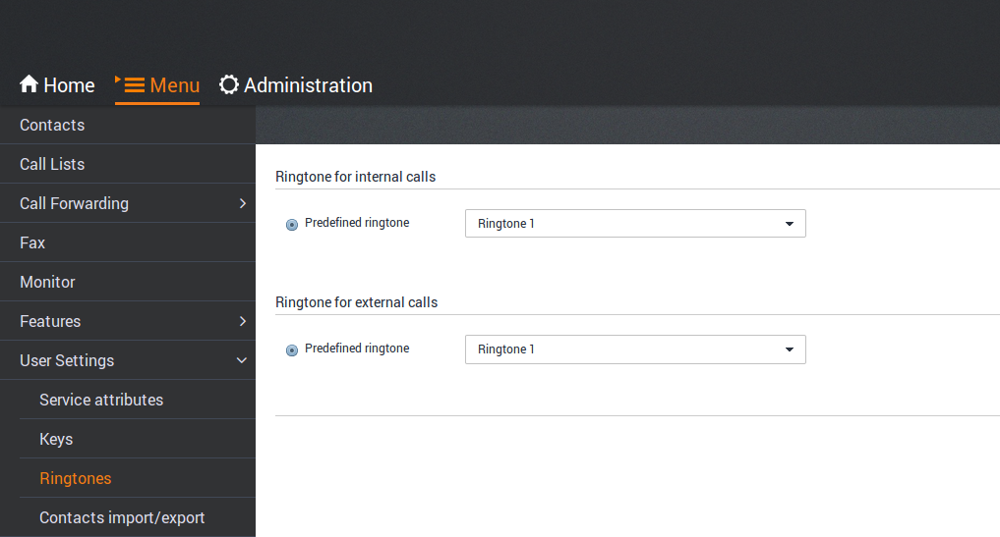 Home Menu Administration
Contacts
Call Lists
Call Forwarding
Fax
Monitor
Features
User Settings
Service attributes
Keys
Ringtones
Contacts import/export
Ringtone for internal calls
Predefined ringtone Ringtone 1
Ringtone for external calls
Predefined ringtone Ringtone 1